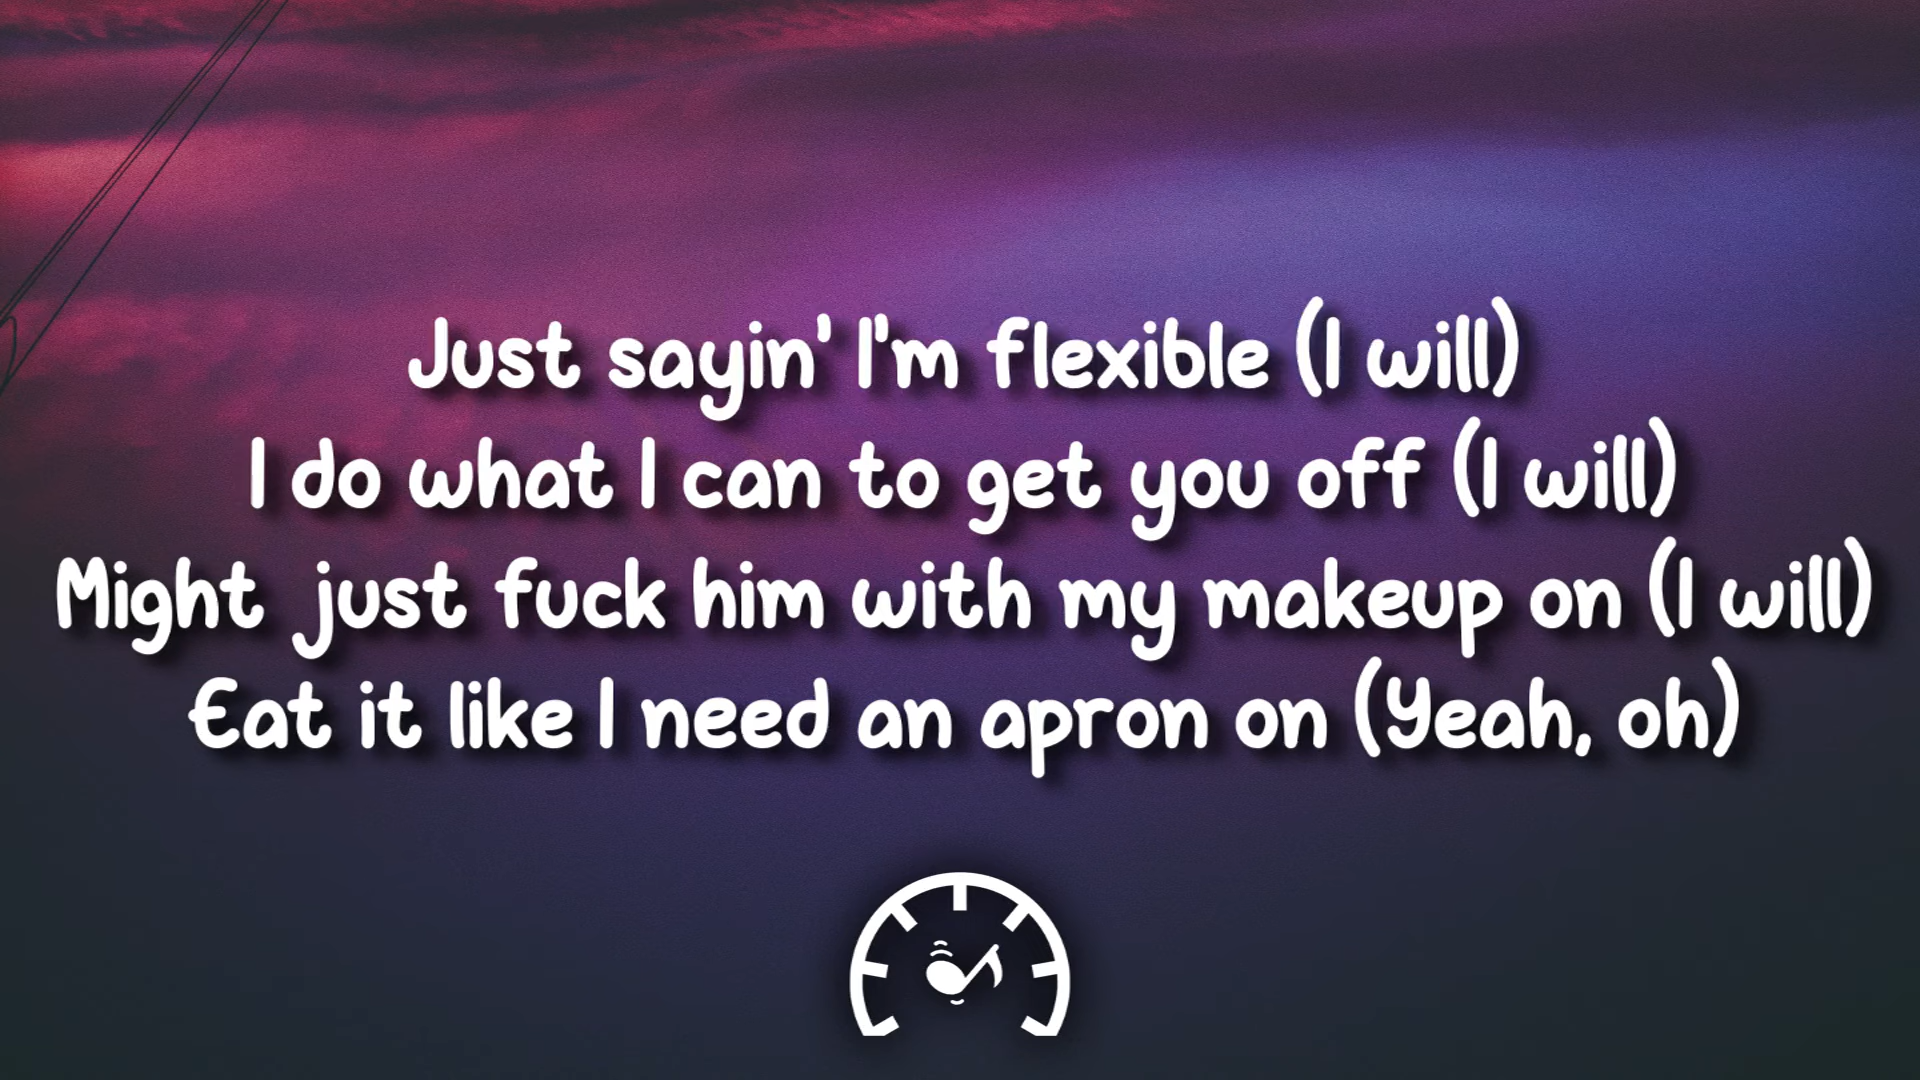 Just sayin' I'm flexible (I will)
I do what I can to get you off (I will)
Might just fuck him with my makeup on (I will)
Eat it like I need an apron on (Yeah, oh)